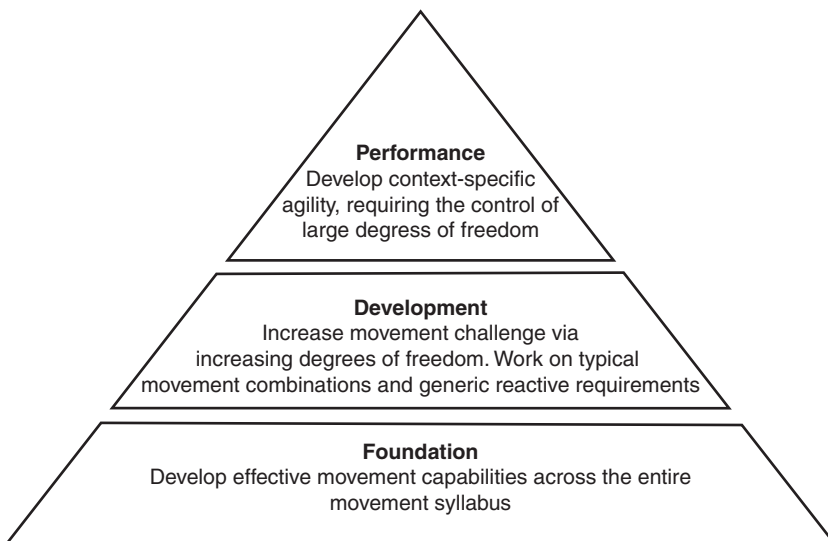 Performance
Develop context-specific
agility, requiring the control of
large degree of freedom
Development
Increase movement challenge via
increasing degrees of freedom. Work on typical
movement combinations and generic reactive requirements
Foundation
Develop effective movement capabilities across the entire
movement syllabus